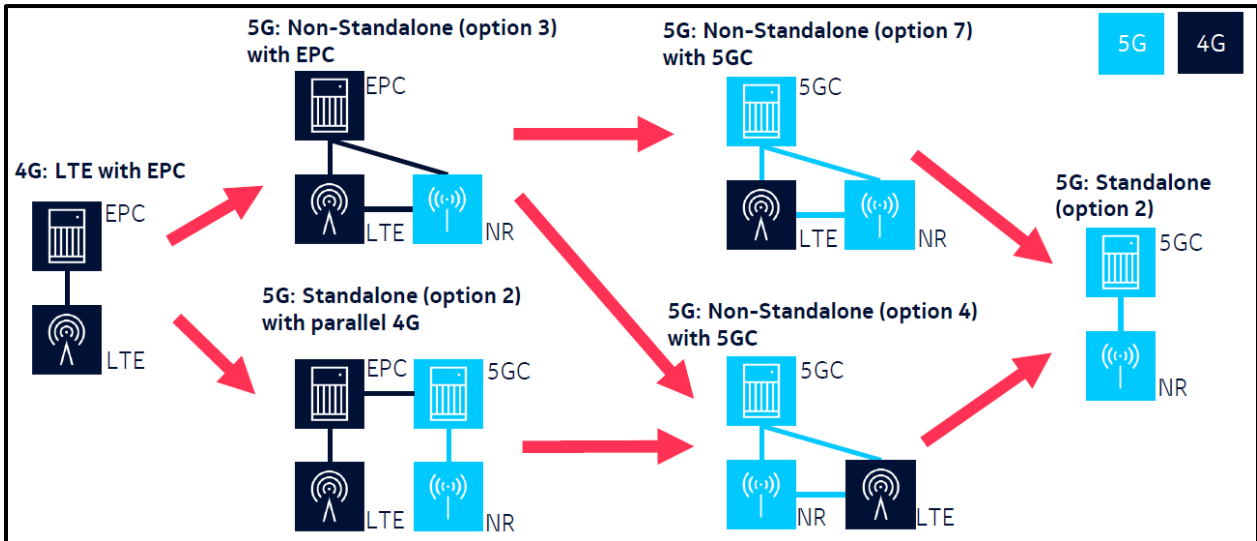 5G: Non-Standalone (option 3)
with EPC
EPC
LTE
NR
5G: Non-Standalone (option 7)
with 5GC
5GC
LTE
NR
5G
4G
4G: LTE with EPC
EPC
LTE
5G: Standalone (option 2)
with parallel 4G
EPC
5GC
LTE
NR
5G: Non-Standalone (option 4)
with 5GC
5GC
NR
LTE
5G: Standalone
(option 2)
5GC
NR